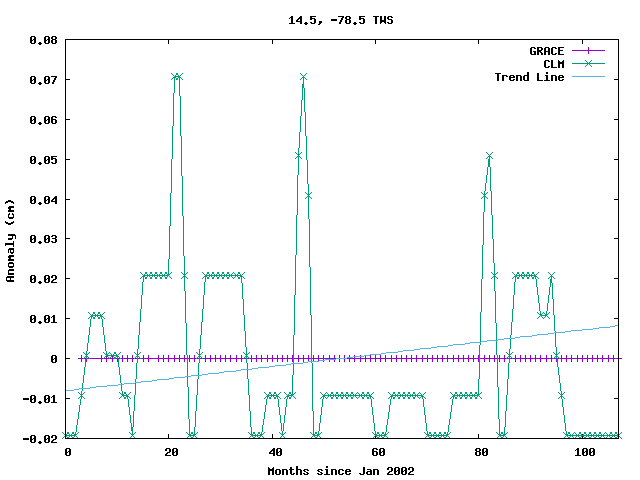 14.5, -78.5 TWS
GRACE
CLM
Trend Line
0.08
0.07
0.06
0.05
0.04
0.03
0.02
0.01
0
-0.01
-0.02
Anomaly (cm)
0 20 40 60 80 100
Months since Jan 2002